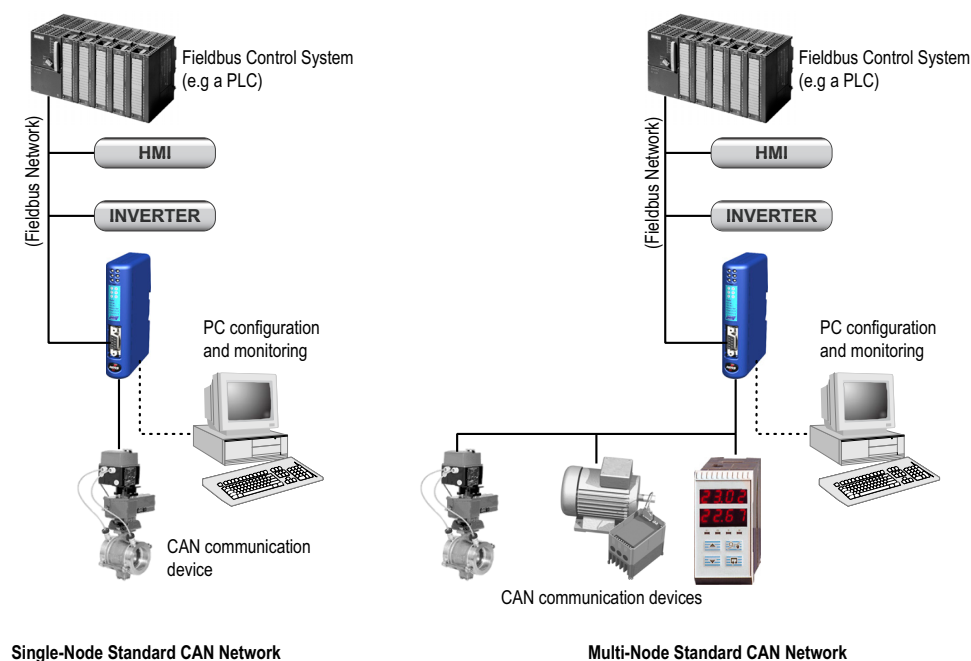 Fieldbus Control System
(e.g a PLC)
(Fieldbus Network)
HMI
INVERTER
PC configuration
and monitoring
CAN communication
device
Single-Node Standard CAN Network
Fieldbus Control System
(e.g a PLC)
(Fieldbus Network)
HMI
INVERTER
PC configuration
and monitoring
23.02
22.67
CAN communication devices
Multi-Node Standard CAN Network